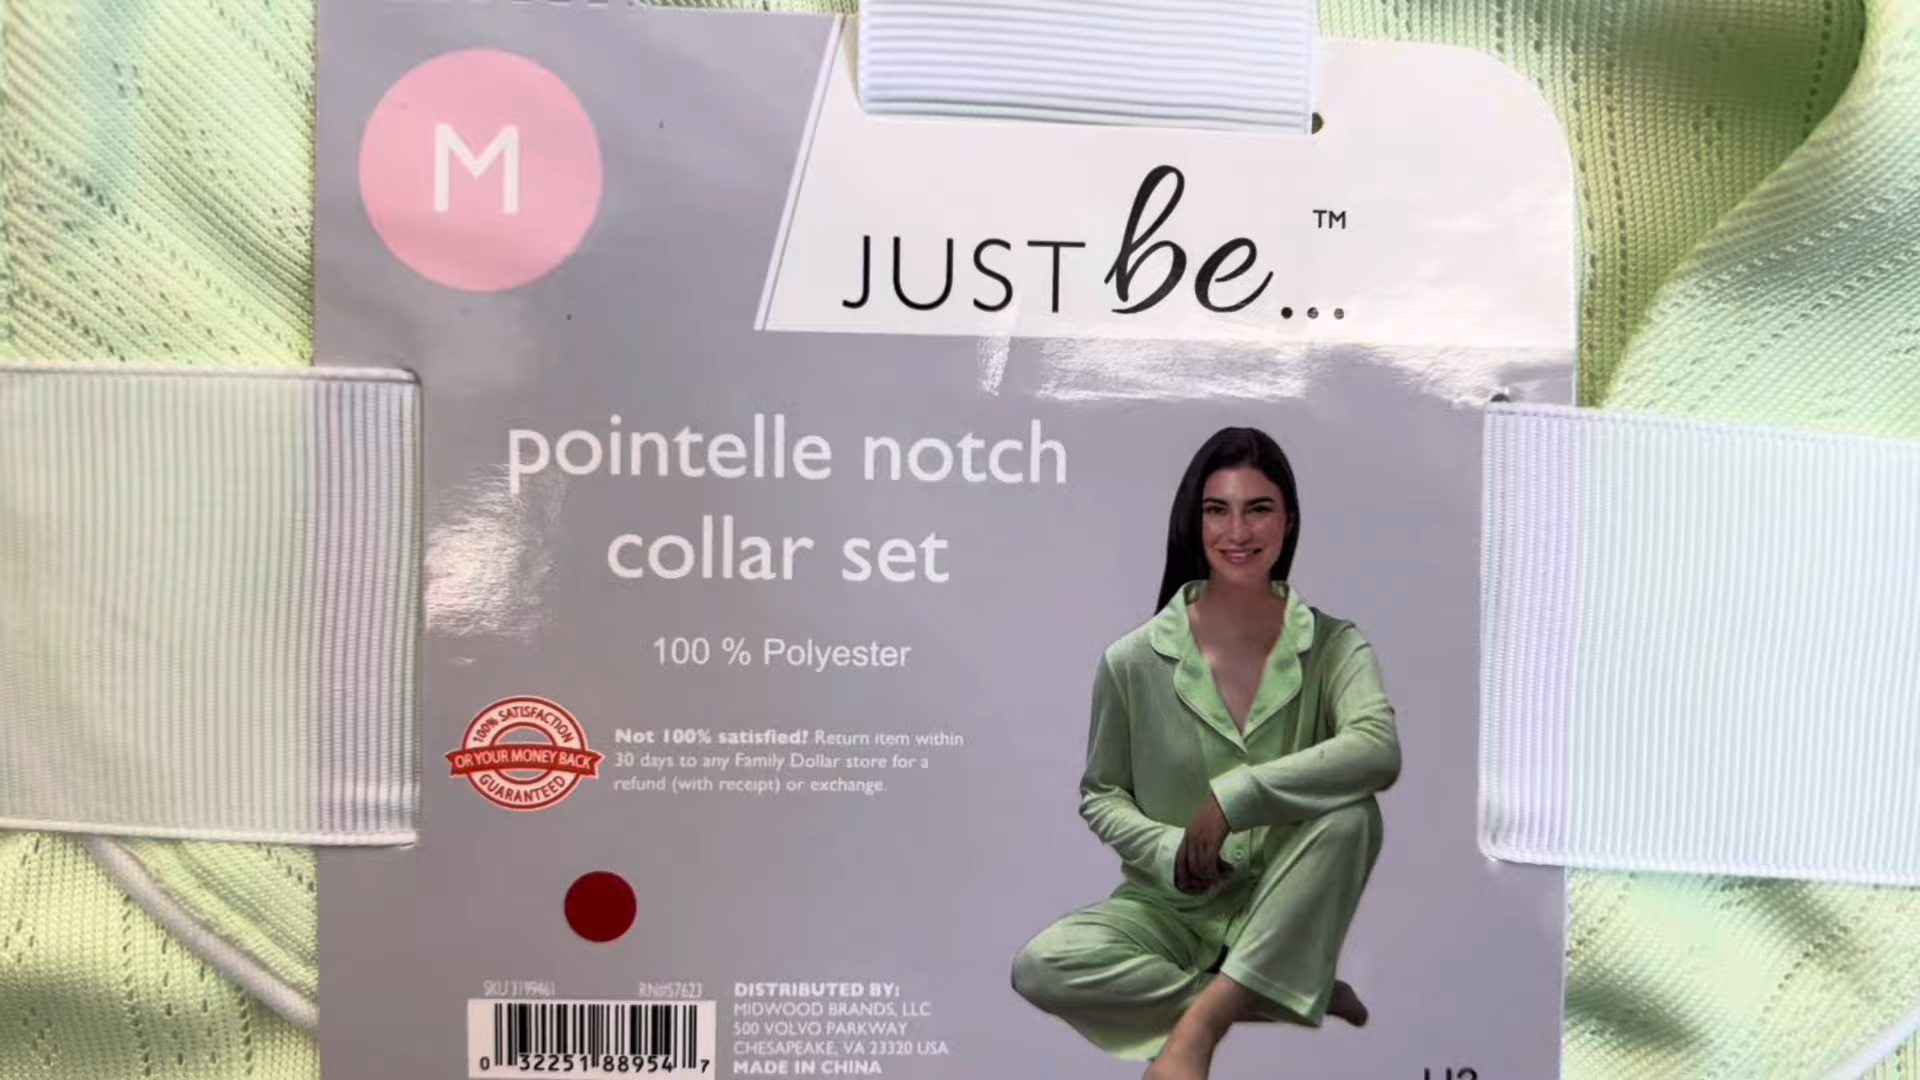 M
JUST be...™
pointelle notch
collar set
100 % Polyester
100% SATISFACTION
OR YOUR MONEY BACK
GUARANTEED
Not 100% satisfied? Return item within
30 days to any Family Dollar store for a
refund (with receipt) or exchange.
SKU 3199461 RN#57623
0 32251 88954 7
DISTRIBUTED BY:
MIDWOOD BRANDS, LLC
500 VOLVO PARKWAY
CHESAPEAKE, VA 23320 USA
MADE IN CHINA